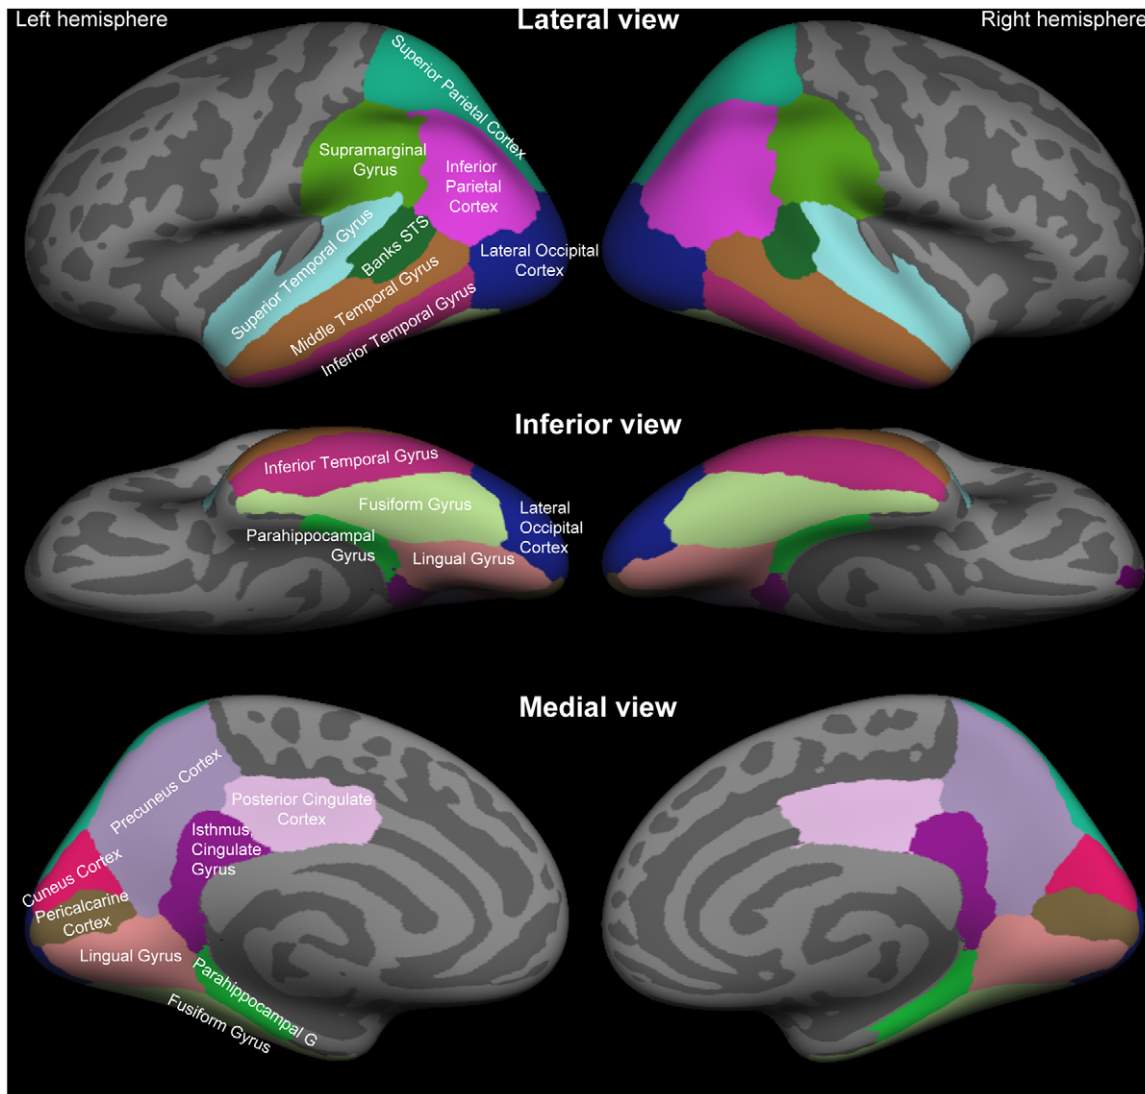 Left hemisphere
Lateral view
Right hemisphere
Superior Parietal Cortex
Supramarginal
Gyrus
Inferior
Parietal
Cortex
Superior Temporal Gyrus
Banks STS
Lateral Occipital
Cortex
Middle Temporal Gyrus
Inferior Temporal Gyrus
Inferior view
Inferior Temporal Gyrus
Fusiform Gyrus
Lateral
Occipital
Cortex
Parahippocampal
Gyrus
Lingual Gyrus
Medial view
Precuneus Cortex
Posterior Cingulate
Cortex
Isthmus,
Cingulate
Gyrus
Cuneus Cortex
Pericalcarine
Cortex
Lingual Gyrus
Parahippocampal G
Fusiform Gyrus